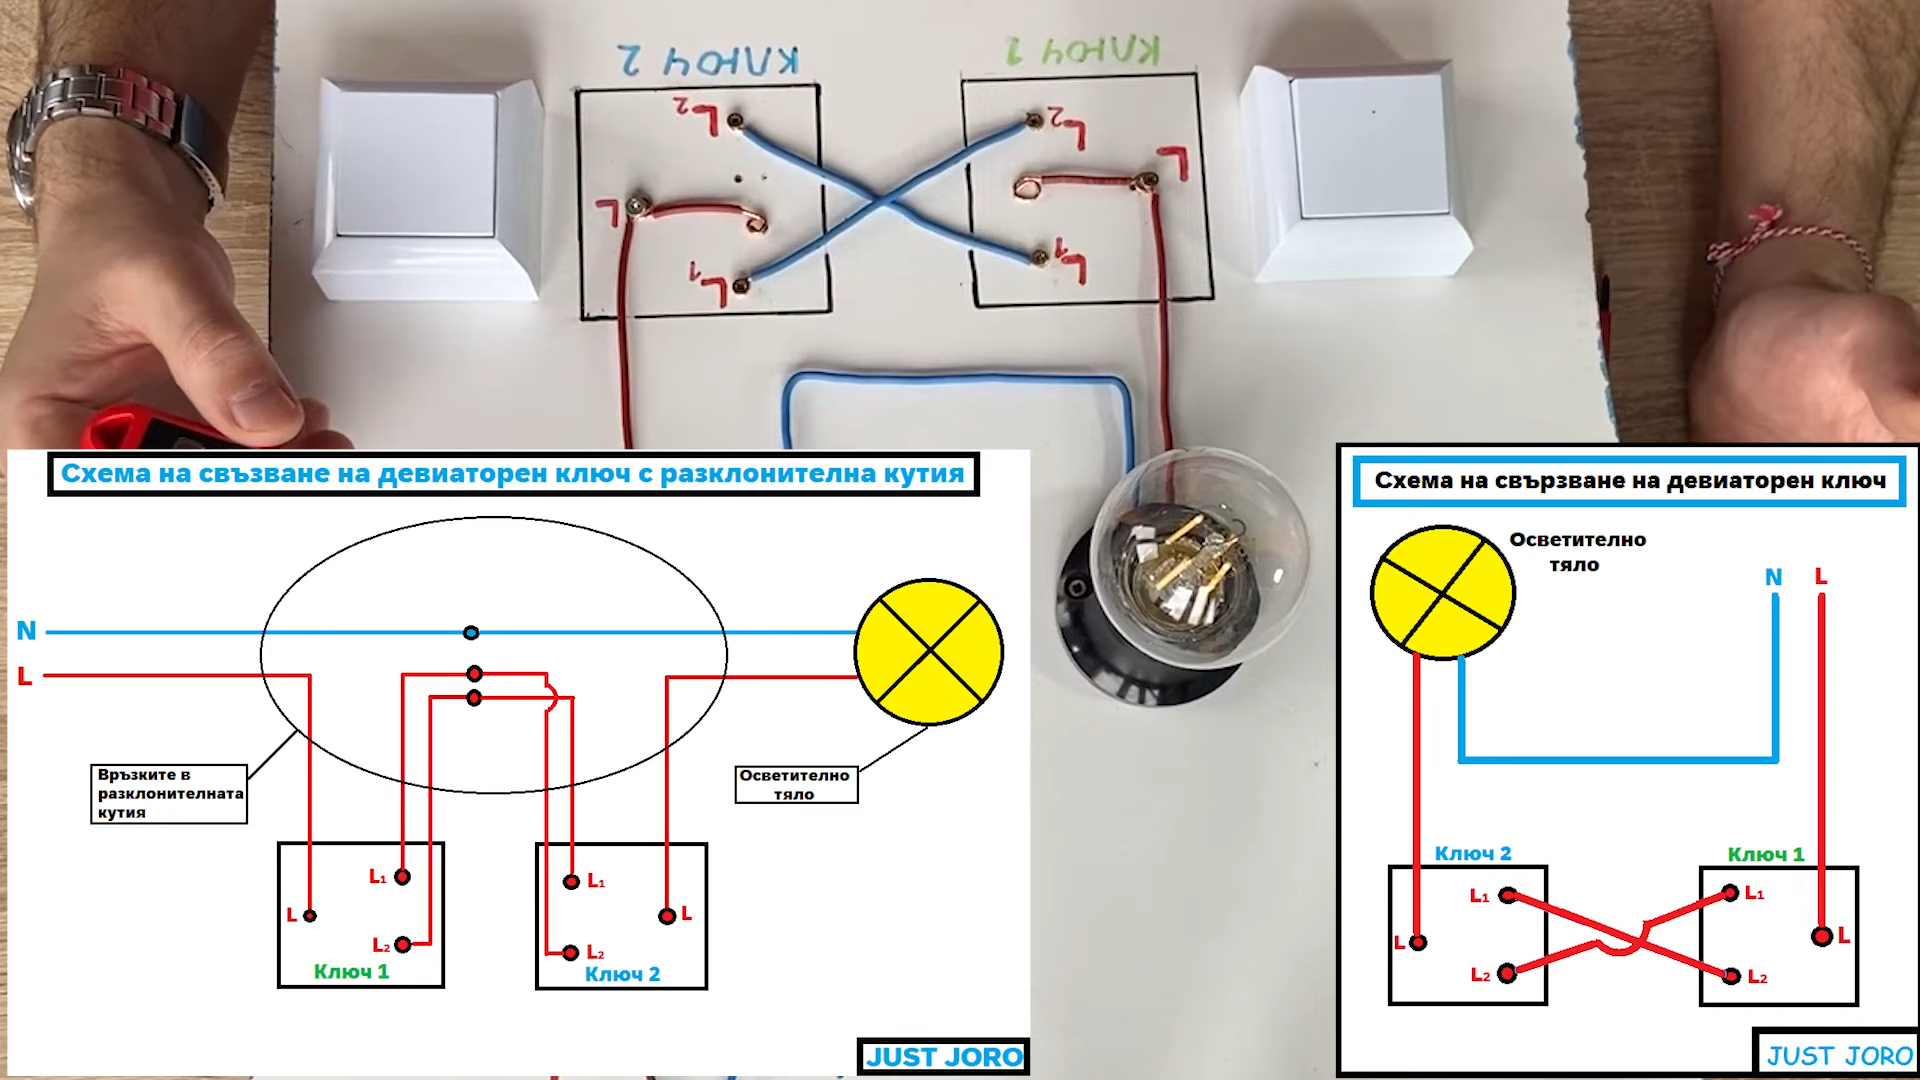 КЛЮЧ 2
КЛЮЧ 1
L2
L
L1
L2
L
L1
Схема на свъзване на девиаторен ключ с разклонителна кутия
N
L
Връзките в
разклонителната
кутия
Осветително
тяло
L1
L
L2
Ключ 1
L1
L
L2
Ключ 2
JUST JORO
Схема на свързване на девиаторен ключ
Осветително
тяло
N
L
Ключ 2
Ключ 1
L1
L
L2
L1
L
L2
JUST JORO